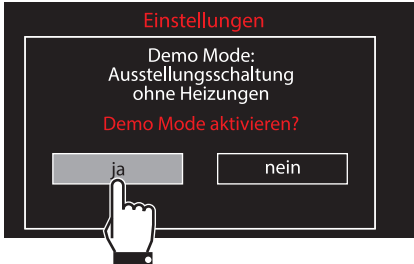 Einstellungen
Demo Mode:
Ausstellungsschaltung
ohne Heizungen
Demo Mode aktivieren?
ja
nein